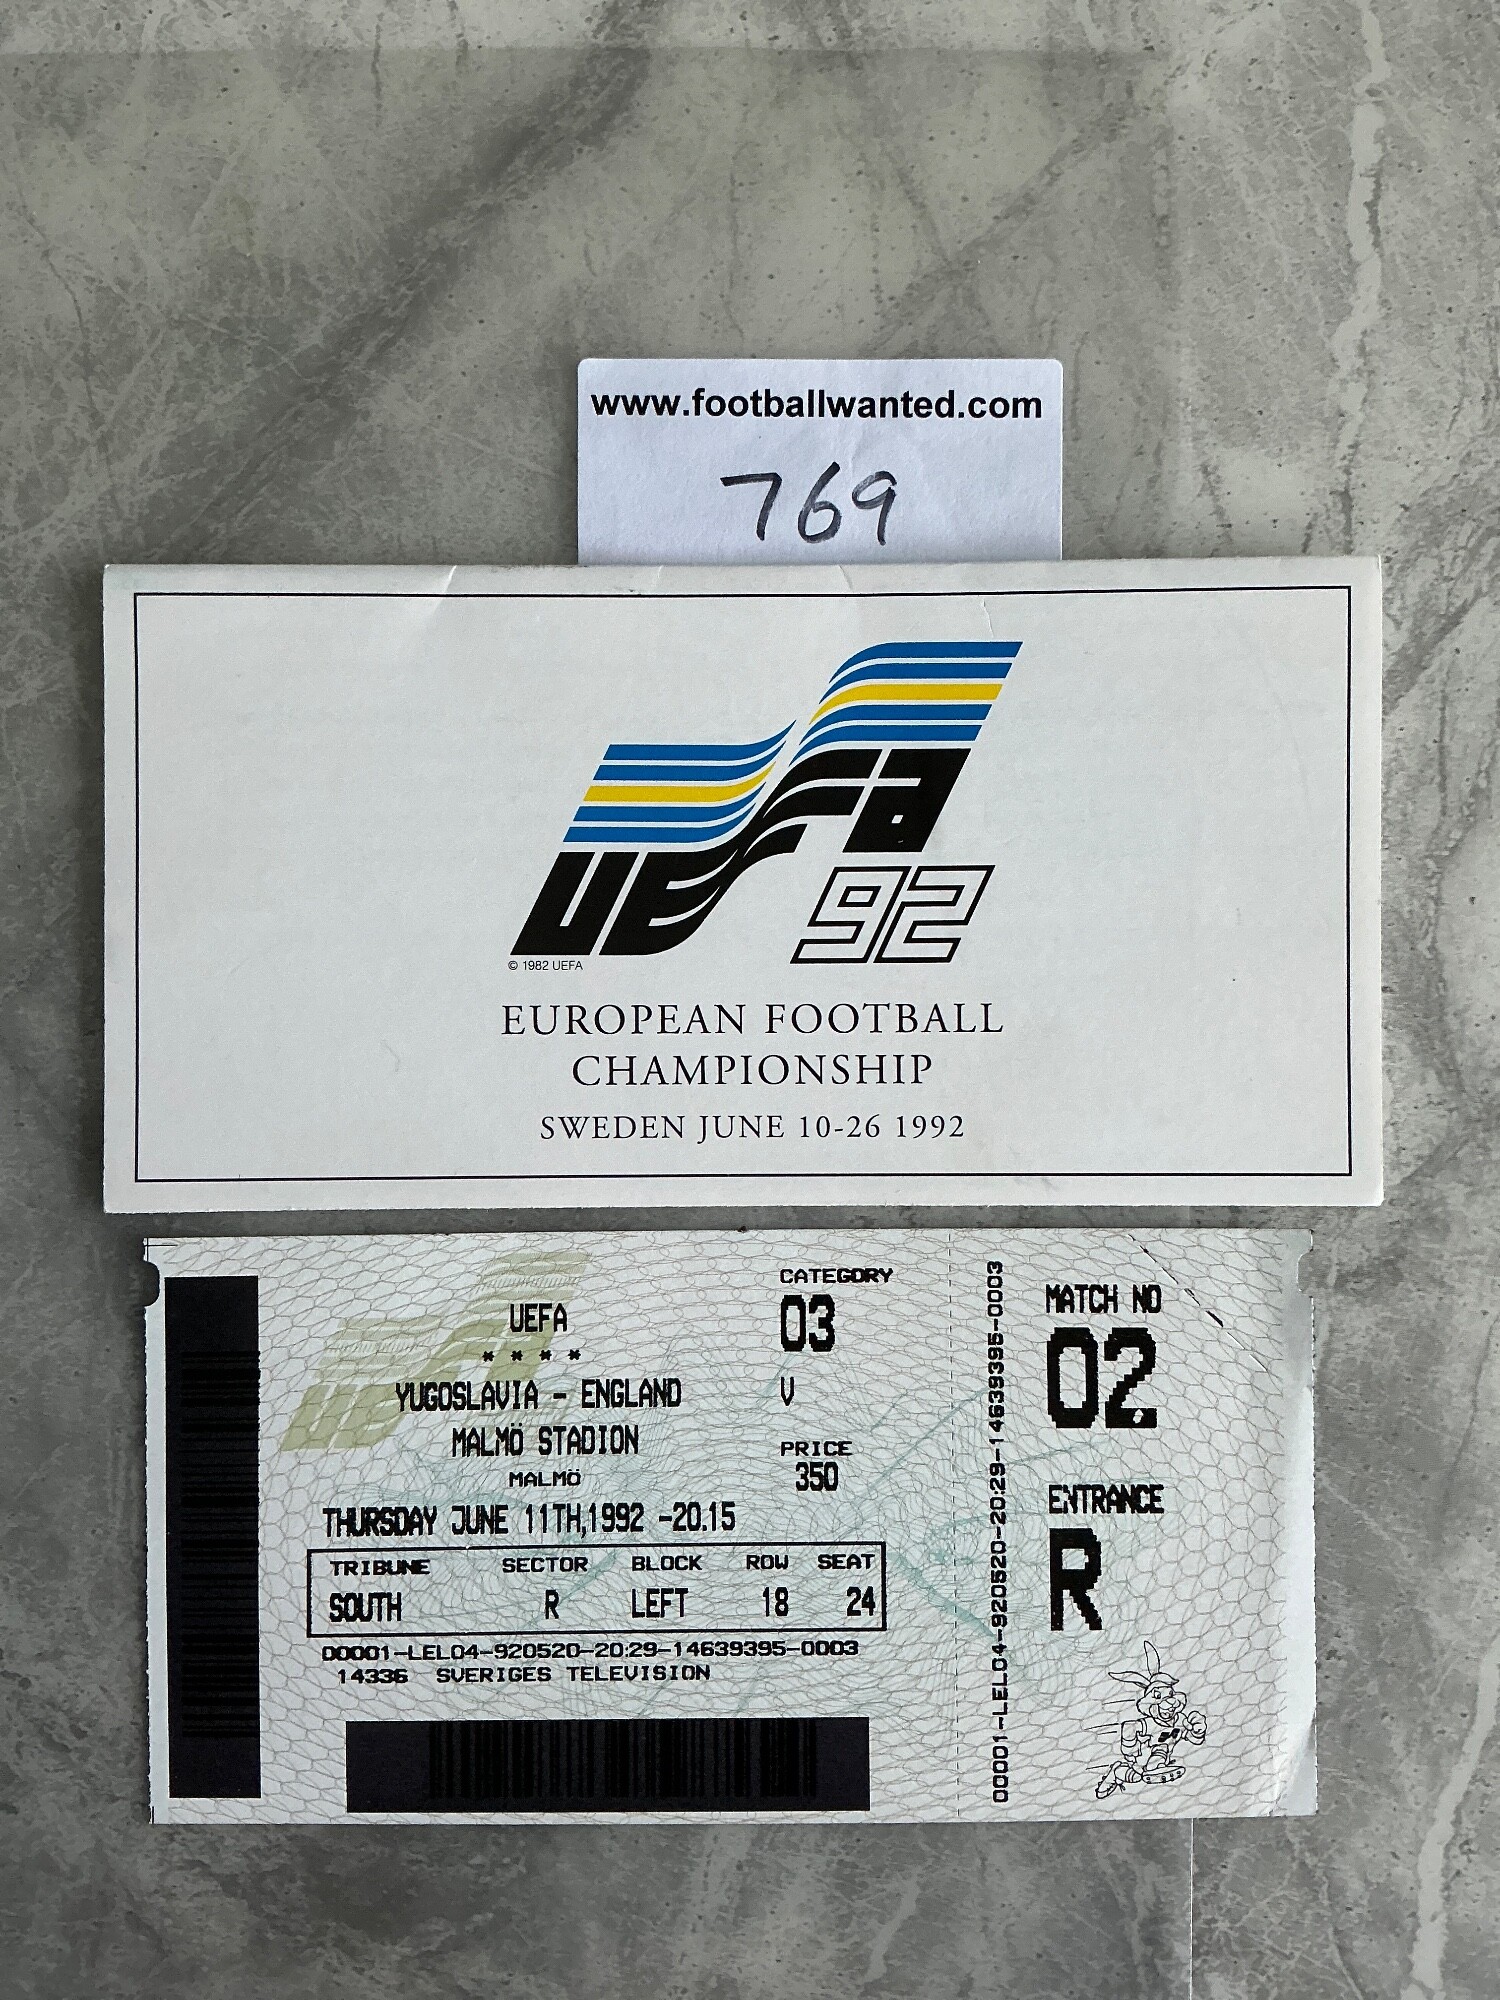 www.footballwanted.com
769
UEFA
92
© 1982 UEFA
EUROPEAN FOOTBALL
CHAMPIONSHIP
SWEDEN JUNE 10-26 1992
UEFA
* * * *
YUGOSLAVIA - ENGLAND
MALMÖ STADION
MALMÖ
THURSDAY JUNE 11TH,1992 -20.15
CATEGORY
03
V
PRICE
350
TRIBUNE SECTOR BLOCK ROW SEAT
SOUTH R LEFT 18 24
00001-LEL04-920520-20:29-14639395-0003
14336 SVERIGES TELEVISION
00001-LEL04-920520-20:29-14639395-0003
MATCH NO
02
ENTRANCE
R